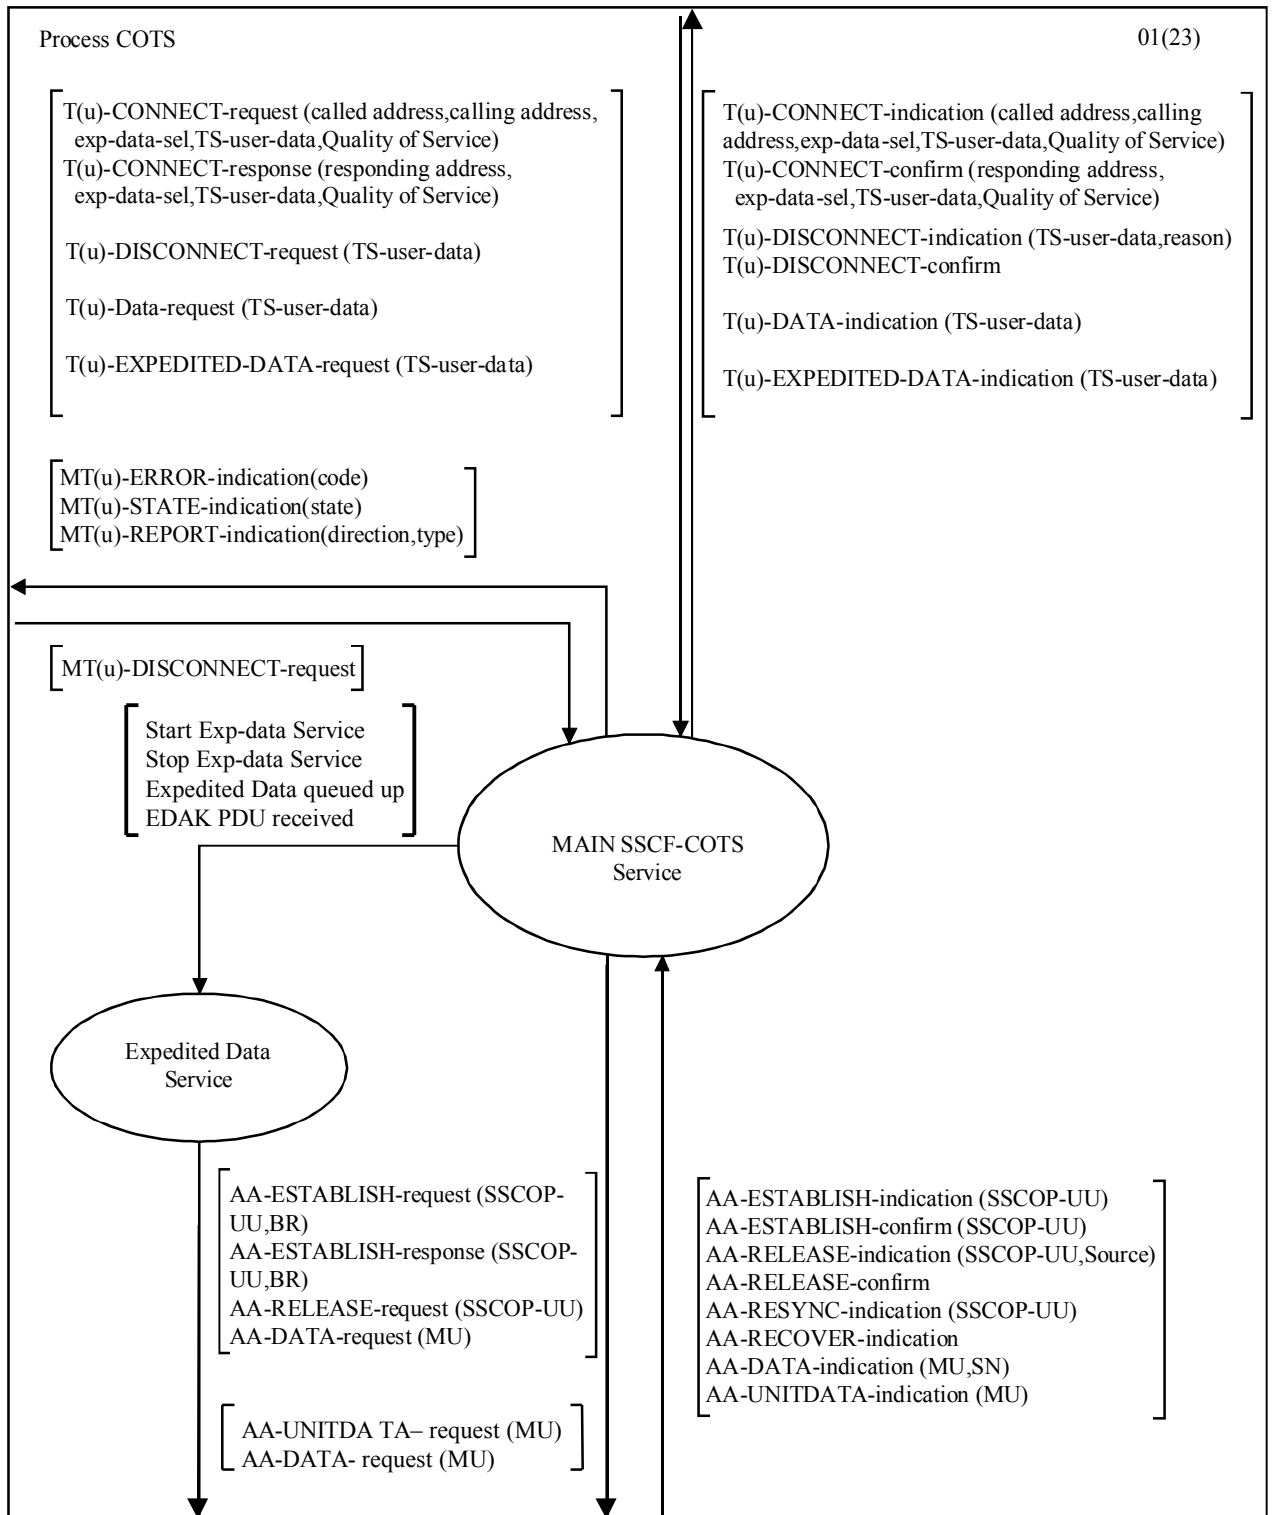 Process COTS
01(23)
T(u)-CONNECT-request (called address,calling address,
exp-data-sel,TS-user-data,Quality of Service)
T(u)-CONNECT-response (responding address,
exp-data-sel,TS-user-data,Quality of Service)
T(u)-DISCONNECT-request (TS-user-data)
T(u)-Data-request (TS-user-data)
T(u)-EXPEDITED-DATA-request (TS-user-data)
T(u)-CONNECT-indication (called address,calling
address,exp-data-sel,TS-user-data,Quality of Service)
T(u)-CONNECT-confirm (responding address,
exp-data-sel,TS-user-data,Quality of Service)
T(u)-DISCONNECT-indication (TS-user-data,reason)
T(u)-DISCONNECT-confirm
T(u)-DATA-indication (TS-user-data)
T(u)-EXPEDITED-DATA-indication (TS-user-data)
MT(u)-ERROR-indication(code)
MT(u)-STATE-indication(state)
MT(u)-REPORT-indication(direction,type)
MT(u)-DISCONNECT-request
Start Exp-data Service
Stop Exp-data Service
Expedited Data queued up
EDAK PDU received
MAIN SSCF-COTS
Service
Expedited Data
Service
AA-ESTABLISH-request (SSCOP-
UU,BR)
AA-ESTABLISH-response (SSCOP-
UU,BR)
AA-RELEASE-request (SSCOP-UU)
AA-DATA-request (MU)
AA-UNITDA TA– request (MU)
AA-DATA- request (MU)
AA-ESTABLISH-indication (SSCOP-UU)
AA-ESTABLISH-confirm (SSCOP-UU)
AA-RELEASE-indication (SSCOP-UU,Source)
AA-RELEASE-confirm
AA-RESYNC-indication (SSCOP-UU)
AA-RECOVER-indication
AA-DATA-indication (MU,SN)
AA-UNITDATA-indication (MU)